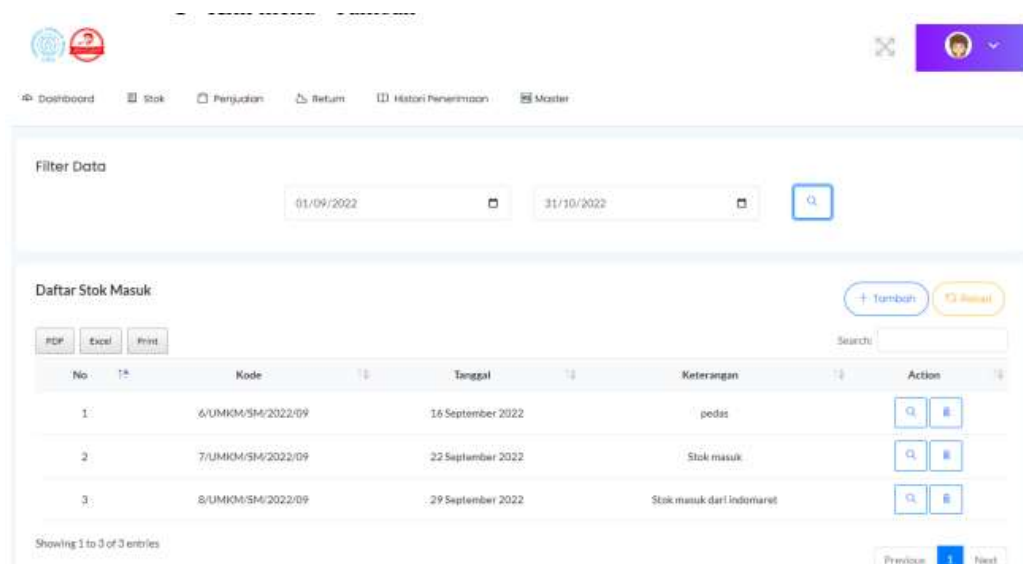 Dashboard Stok Penjualan Return Histori Penerimaan Master
Filter Data
01/09/2022 31/10/2022
Daftar Stok Masuk
+ Tambah Reload
PDF Excel Print Search:
No Kode Tanggal Keterangan Action
1 6/UMKM/SM/2022/09 16 September 2022 pedas
2 7/UMKM/SM/2022/09 22 September 2022 Stok masuk
3 8/UMKM/SM/2022/09 29 September 2022 Stok masuk dari indomaret
Showing 1 to 3 of 3 entries
Previous 1 Next